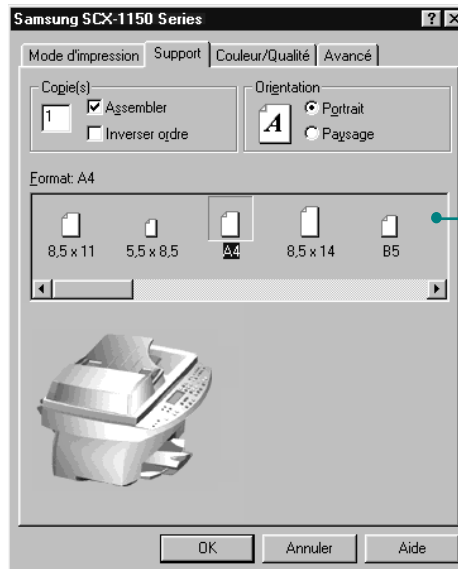 Samsung SCX-1150 Series
Mode d'impression Support Couleur/Qualité Avancé
Copie(s)
1
Assembler
Inverser ordre
Orientation
A
Portrait
Paysage
Format: A4
8,5 x 11 5,5 x 8,5 A4 8,5 x 14 B5
OK Annuler Aide